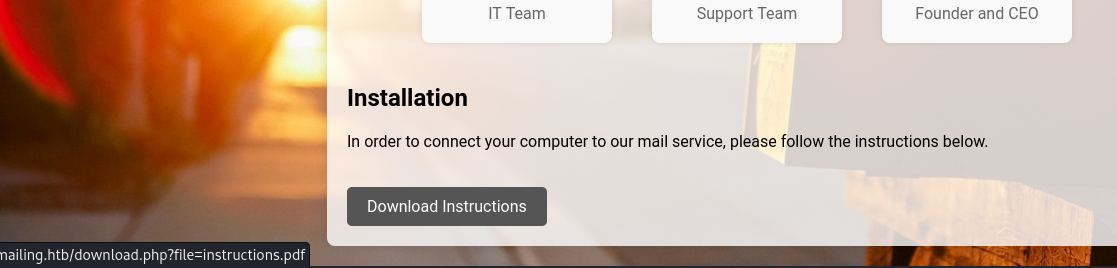 IT Team
Support Team
Founder and CEO
Installation
In order to connect your computer to our mail service, please follow the instructions below.
Download Instructions
mailing.htb/download.php?file=instructions.pdf